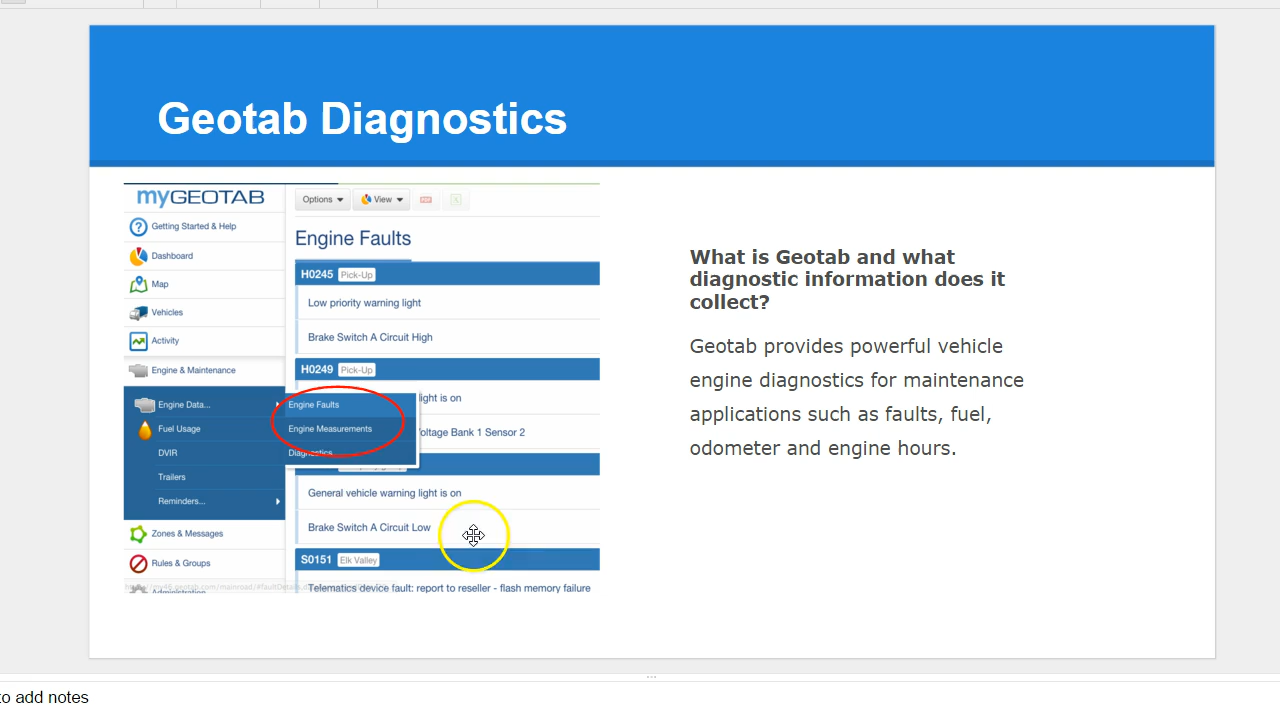 Geotab Diagnostics
myGEOTAB
Getting Started & Help
Dashboard
Map
Vehicles
Activity
Engine & Maintenance
Engine Data...
Fuel Usage
DVIR
Trailers
Reminders...
Zones & Messages
Rules & Groups
Administration
Engine Faults
Engine Measurements
Diagnostics
Options View PDF
Engine Faults
H0245 Pick-Up
Low priority warning light
Brake Switch A Circuit High
H0249 Pick-Up
light is on
oltage Bank 1 Sensor 2
General vehicle warning light is on
Brake Switch A Circuit Low
S0151 Elk Valley
Telematics device fault: report to reseller - flash memory failure
What is Geotab and what
diagnostic information does it
collect?
Geotab provides powerful vehicle
engine diagnostics for maintenance
applications such as faults, fuel,
odometer and engine hours.
to add notes